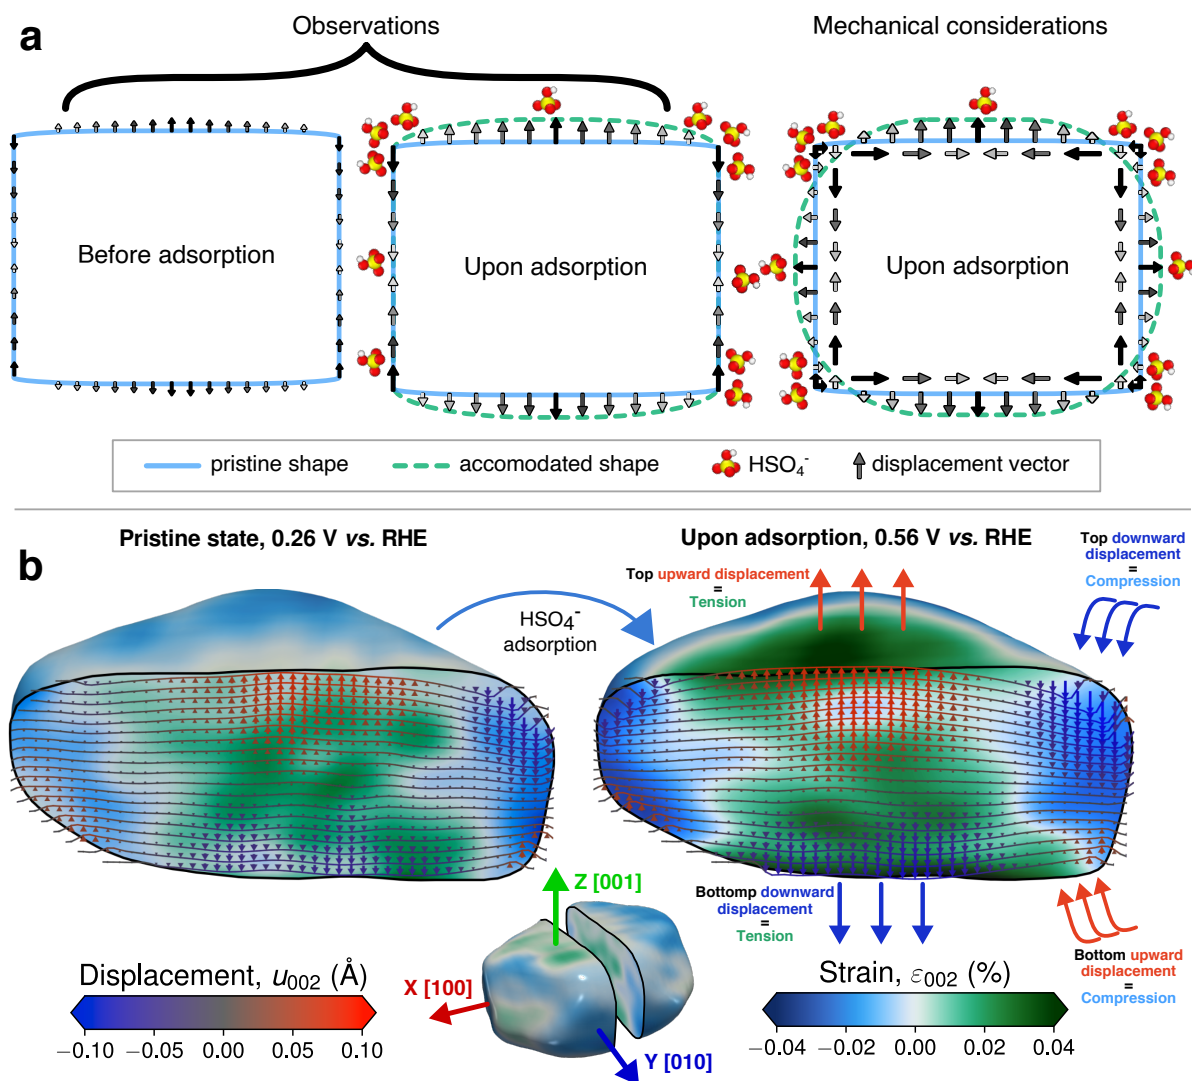 a
Observations
Mechanical considerations
Before adsorption
Upon adsorption
Upon adsorption
pristine shape
accomodated shape
HSO₄⁻
displacement vector
b
Pristine state, 0.26 V vs. RHE
Upon adsorption, 0.56 V vs. RHE
Top upward displacement
=
Tension
Top downward
displacement
=
Compression
HSO₄⁻
adsorption
Bottomp downward
displacement
=
Tension
Bottom upward
displacement
=
Compression
Z [001]
X [100]
Y [010]
Displacement, u₀₀₂ (Å)
−0.10 −0.05 0.00 0.05 0.10
Strain, ε₀₀₂ (%)
−0.04 −0.02 0.00 0.02 0.04